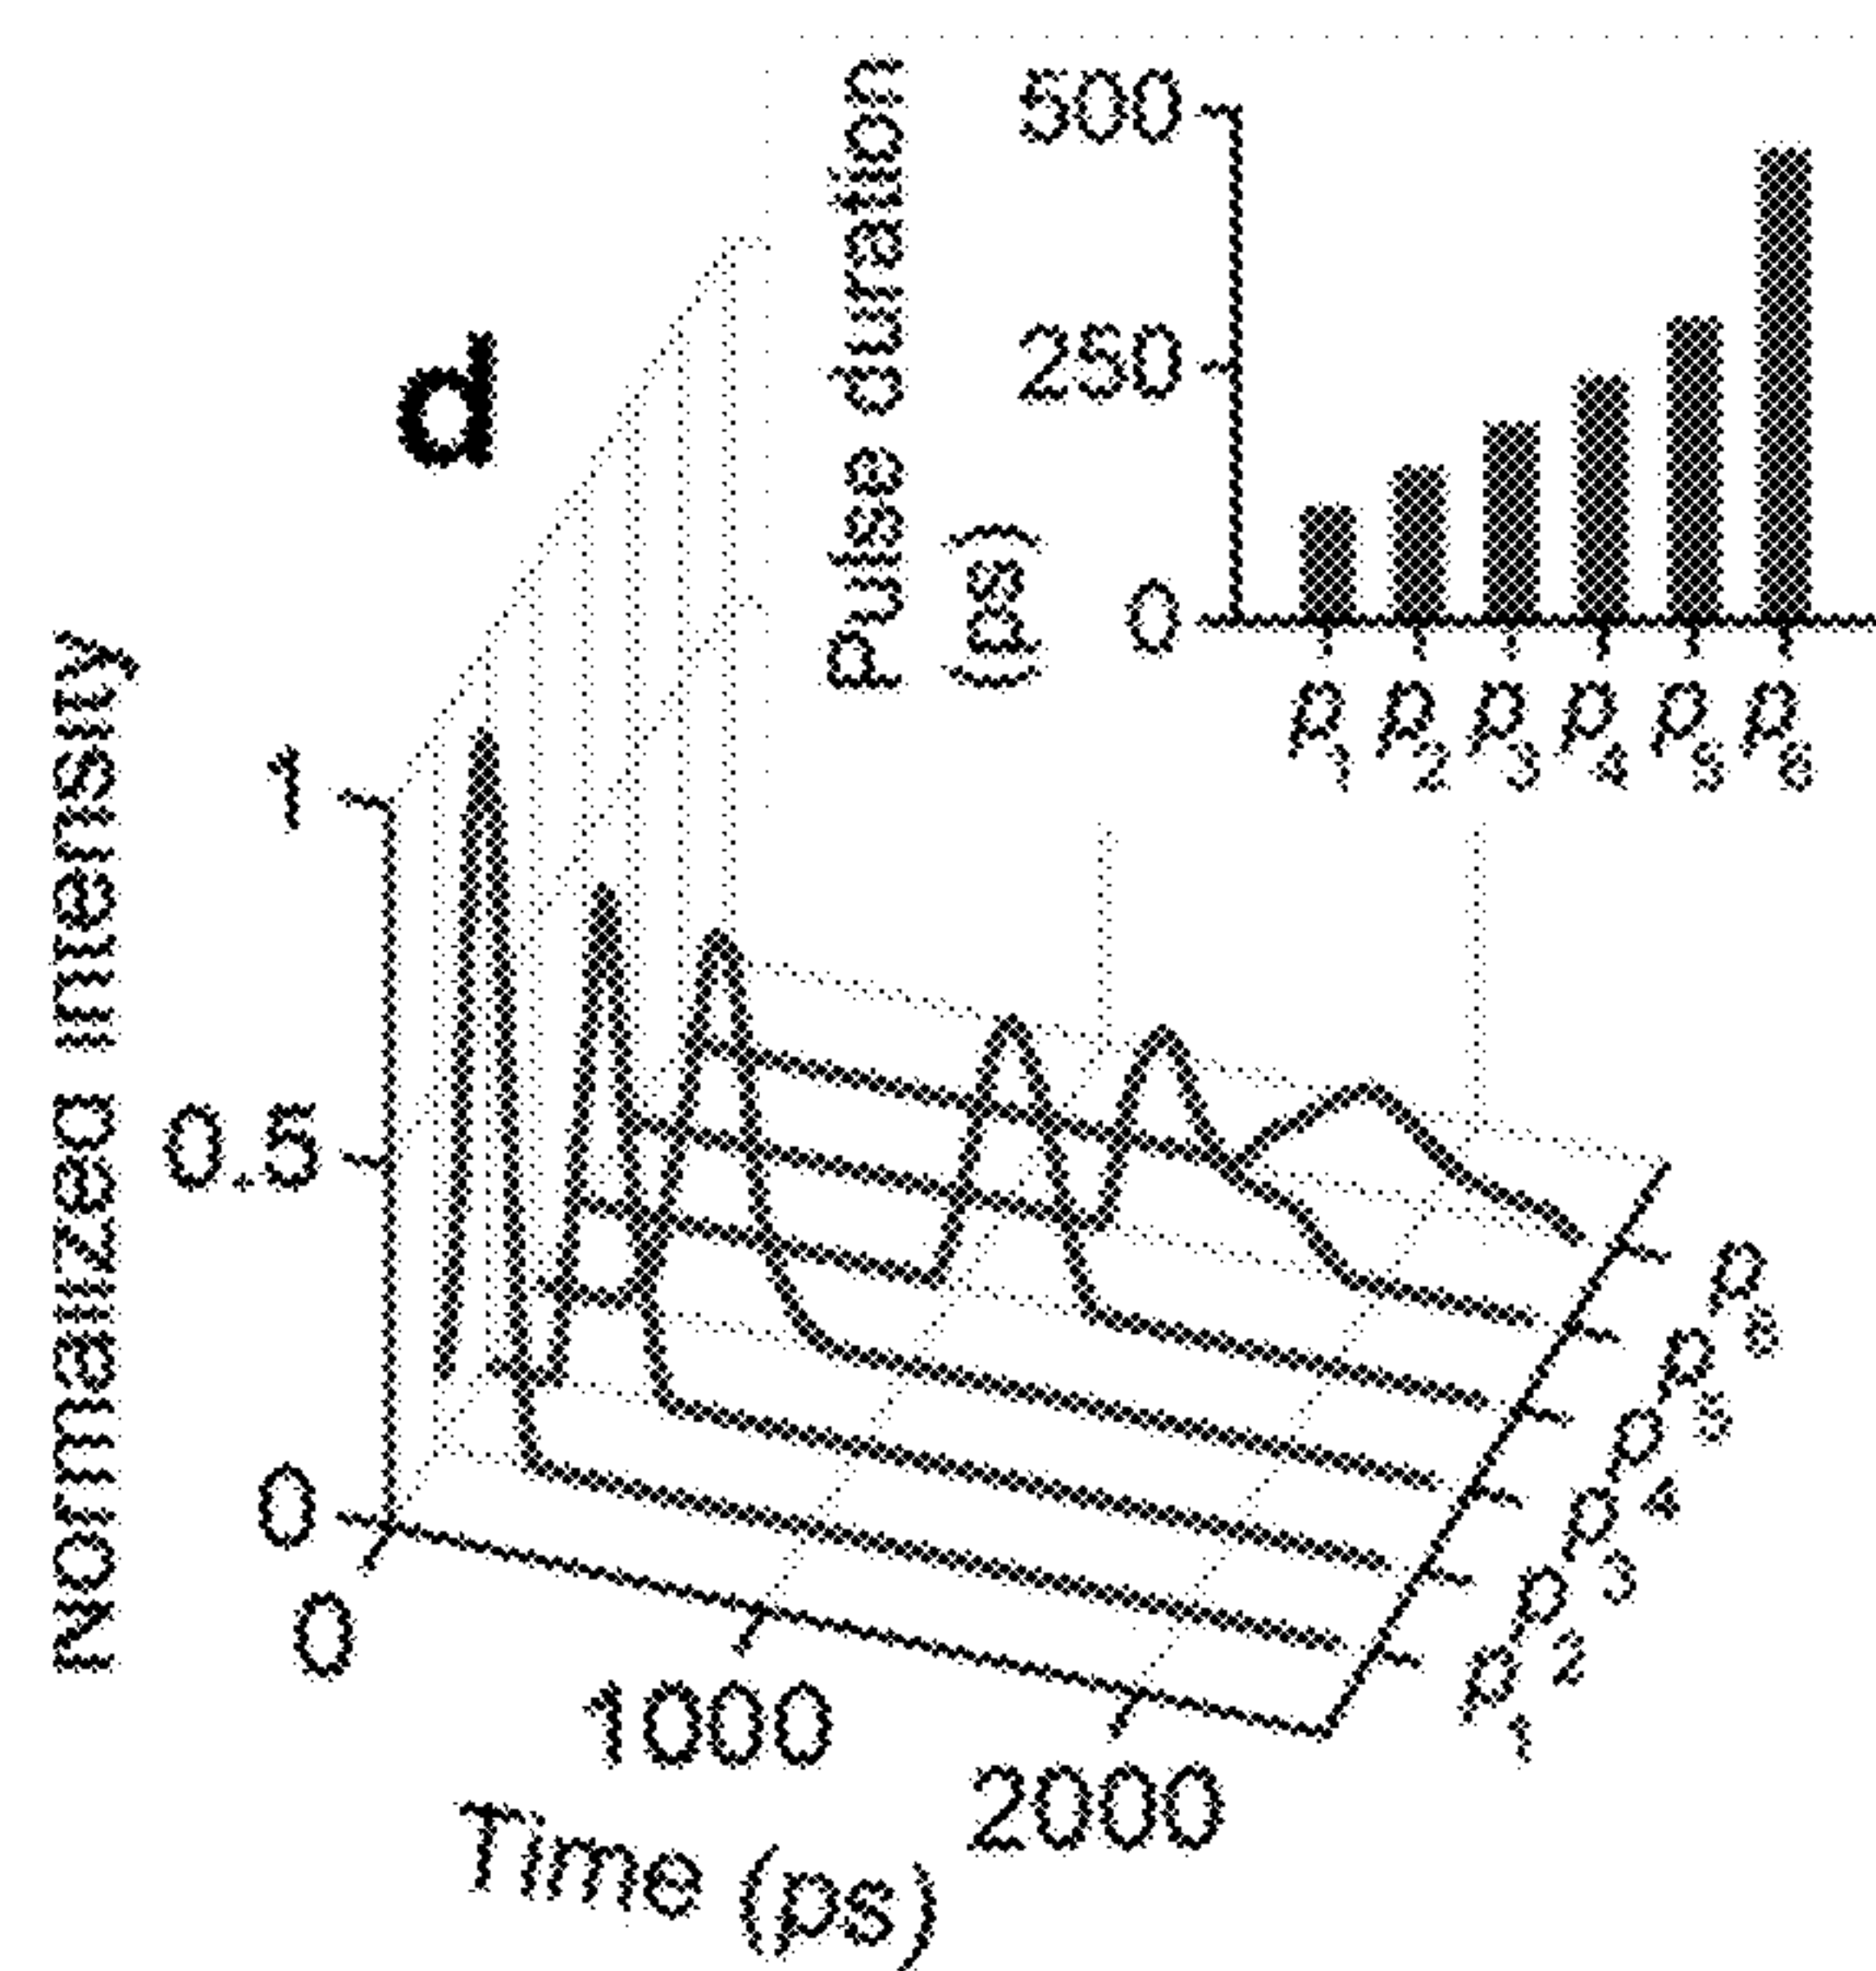 d
Pulse duration
(ps)
500
250
0
p1 p2 p3 p4 p5 p6
Normalized intensity
1
0.5
0
0
1000
2000
Time (ps)
p6
p5
p4
p3
p2
p1